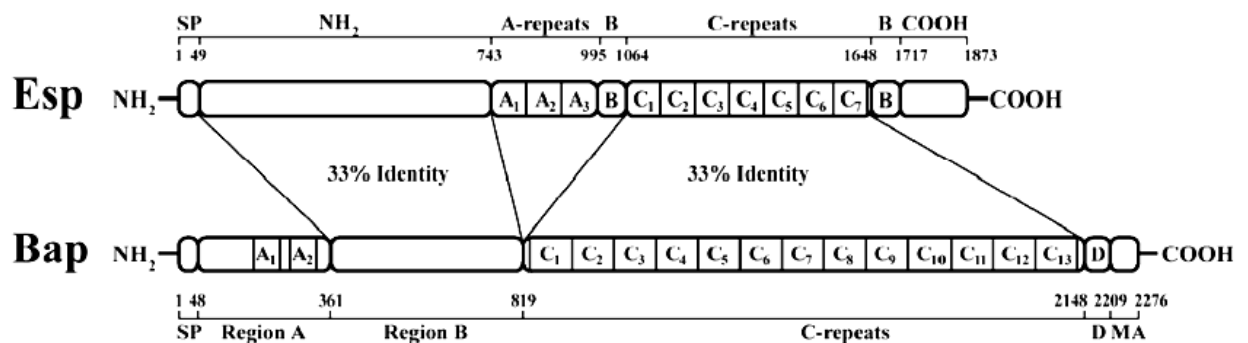 SP NH₂ A-repeats B C-repeats B COOH
1 49 743 995 1064 1648 1717 1873
Esp NH₂ A₁ A₂ A₃ B C₁ C₂ C₃ C₄ C₅ C₆ C₇ B COOH
33% Identity 33% Identity
Bap NH₂ A₁ A₂ C₁ C₂ C₃ C₄ C₅ C₆ C₇ C₈ C₉ C₁₀ C₁₁ C₁₂ C₁₃ D COOH
1 48 361 819 2148 2209 2276
SP Region A Region B C-repeats D MA